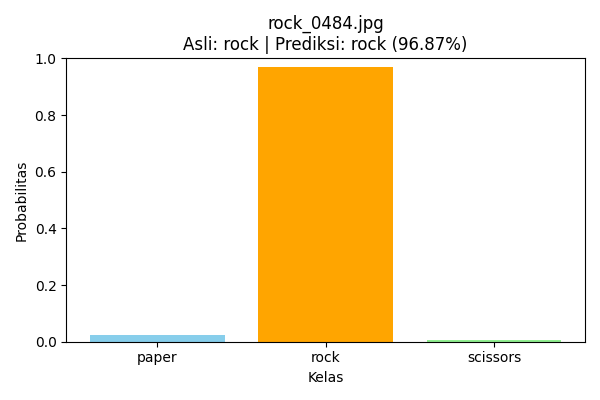 rock_0484.jpg
Asli: rock | Prediksi: rock (96.87%)
1.0
0.8
0.6
0.4
0.2
0.0
Probabilitas
paper rock scissors
Kelas